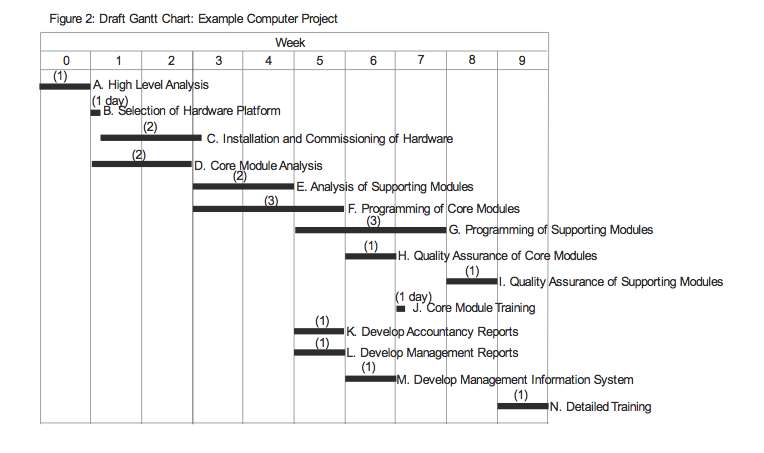 Figure 2: Draft Gantt Chart: Example Computer Project
Week
0 1 2 3 4 5 6 7 8 9
(1)
A. High Level Analysis
(1 day)
B. Selection of Hardware Platform
(2)
C. Installation and Commissioning of Hardware
(2)
D. Core Module Analysis
(2)
E. Analysis of Supporting Modules
(3)
F. Programming of Core Modules
(3)
G. Programming of Supporting Modules
(1)
H. Quality Assurance of Core Modules
(1)
I. Quality Assurance of Supporting Modules
(1 day)
J. Core Module Training
(1)
K. Develop Accountancy Reports
(1)
L. Develop Management Reports
(1)
M. Develop Management Information System
(1)
N. Detailed Training